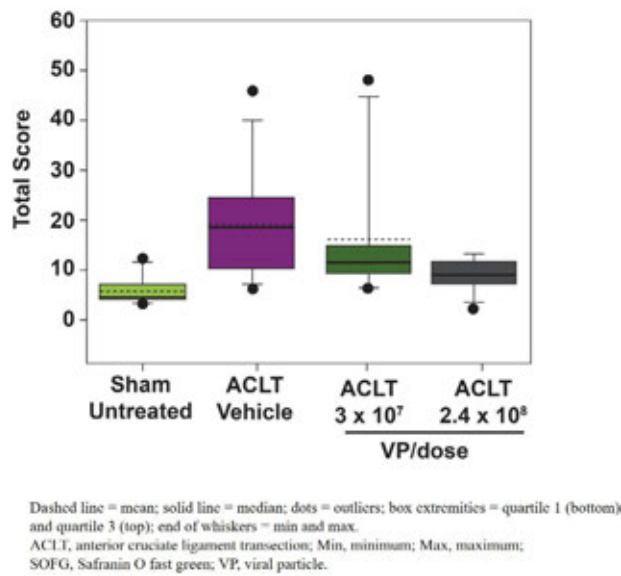 60
50
40
30
20
10
0
Total Score
Sham
Untreated
ACLT
Vehicle
ACLT
3 x 10⁷
ACLT
2.4 x 10⁸
VP/dose
Dashed line = mean; solid line = median; dots = outliers; box extremities = quartile 1 (bottom)
and quartile 3 (top); end of whiskers = min and max.
ACLT, anterior cruciate ligament transection; Min, minimum; Max, maximum;
SOFG, Safranin O fast green; VP, viral particle.